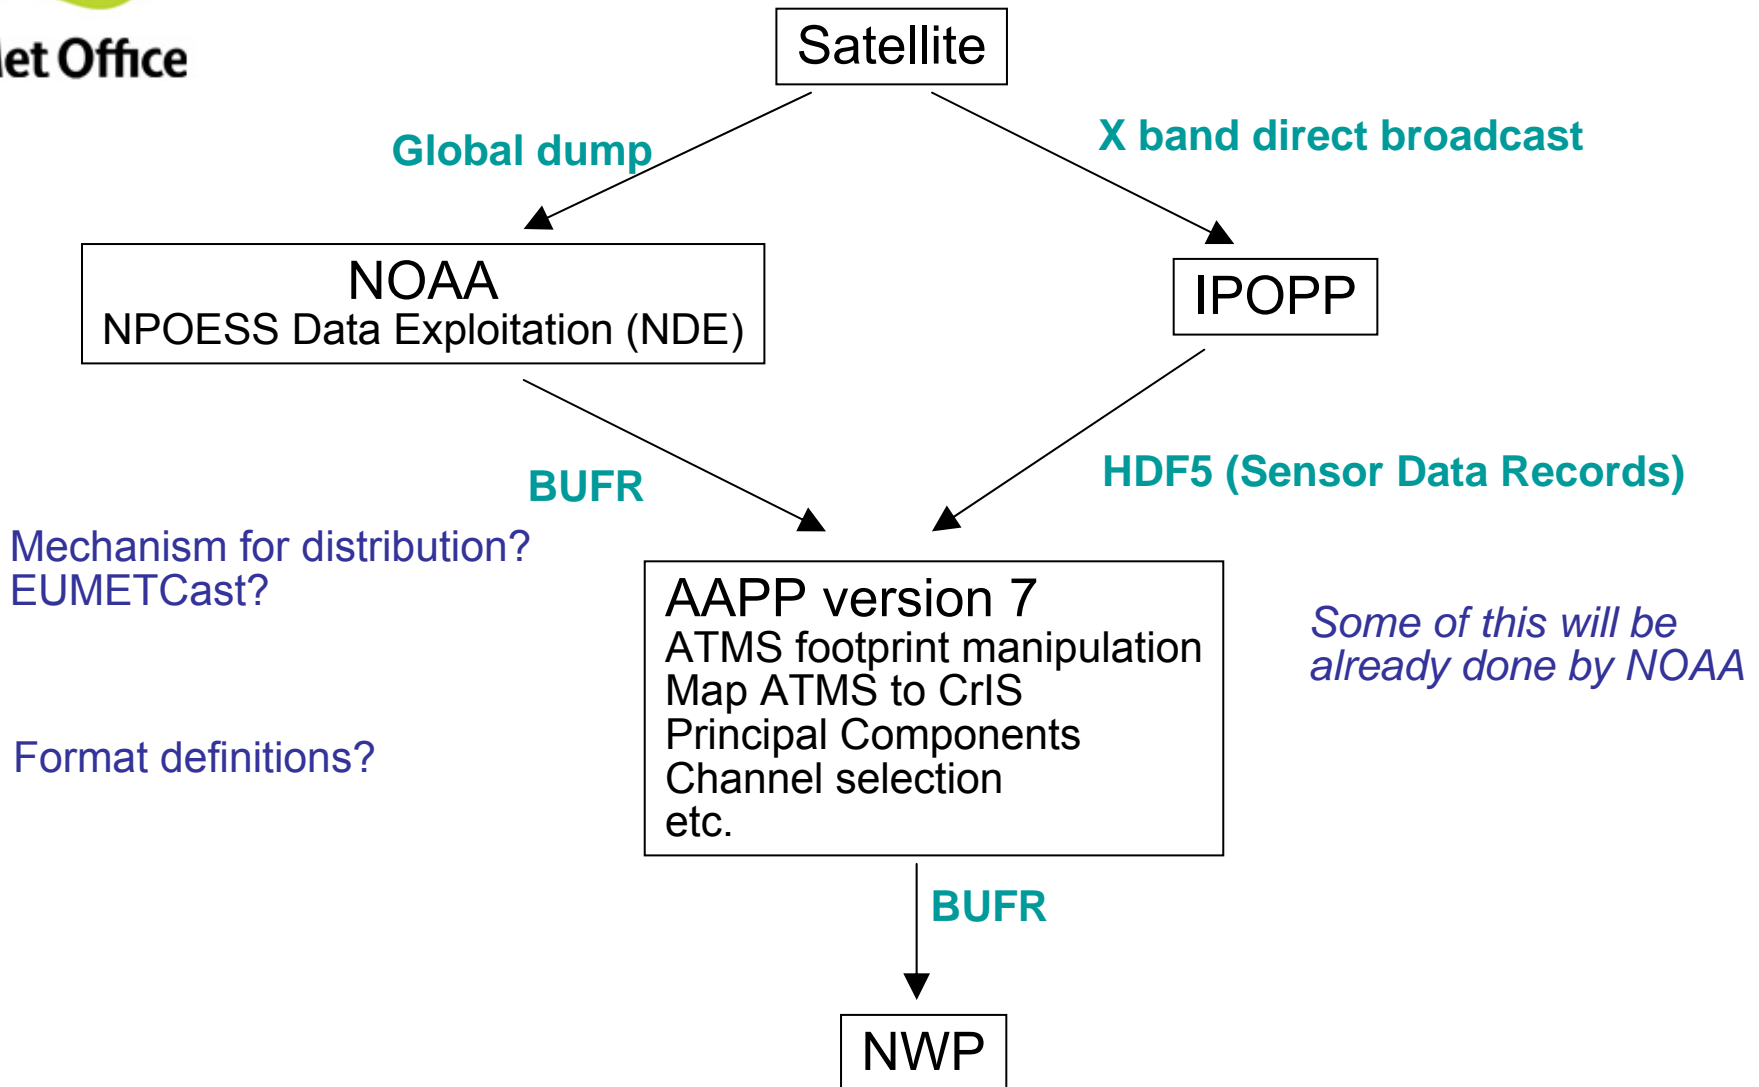 Met Office
Satellite
Global dump
X band direct broadcast
NOAA
NPOESS Data Exploitation (NDE)
IPOPP
BUFR
HDF5 (Sensor Data Records)
Mechanism for distribution?
EUMETCast?
AAPP version 7
ATMS footprint manipulation
Map ATMS to CrIS
Principal Components
Channel selection
etc.
Some of this will be
already done by NOAA
Format definitions?
BUFR
NWP